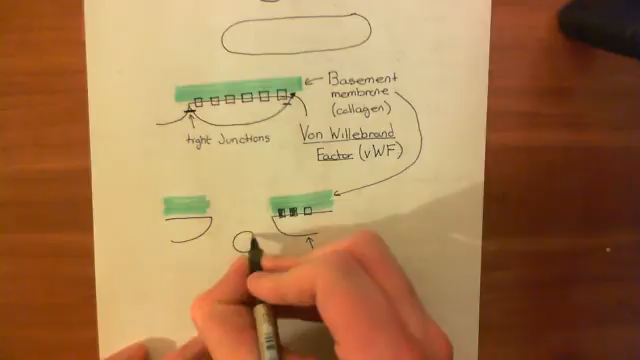 Basement
membrane
(collagen)
tight Junctions
Von Willebrand
Factor (vWF)